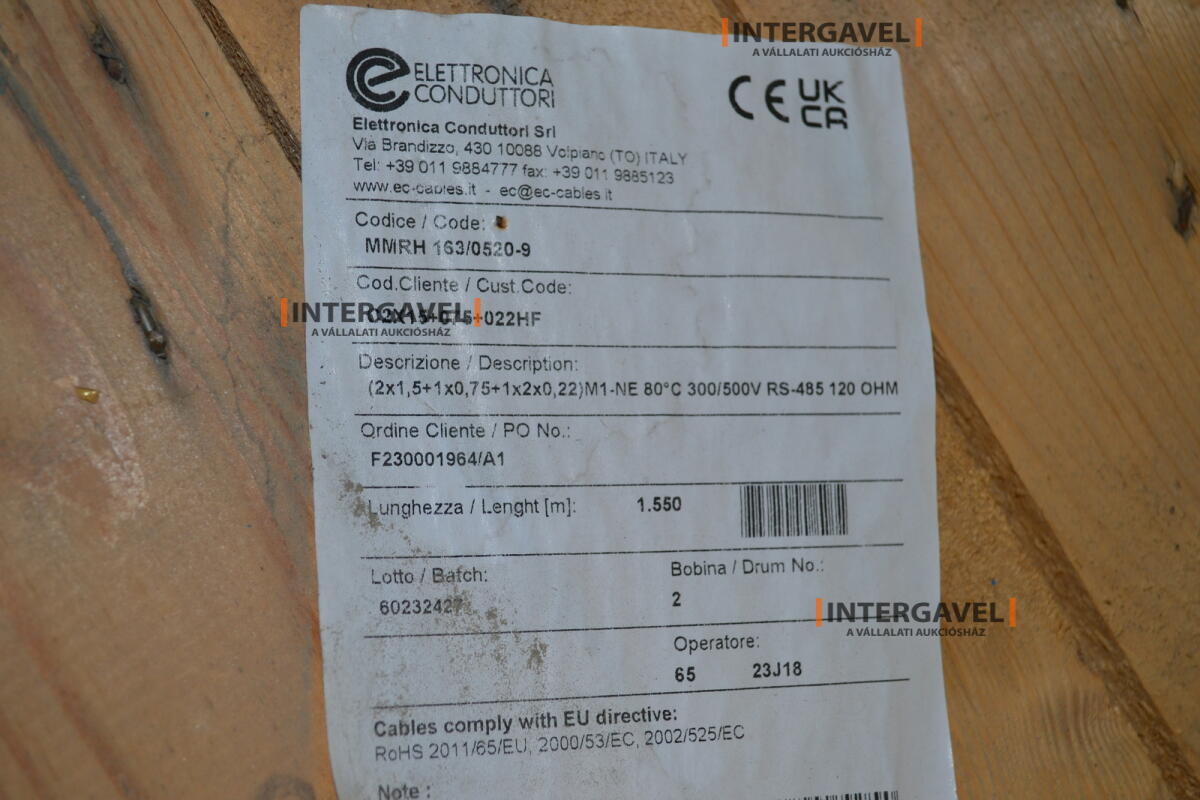 INTERGAVEL
A VÁLLALATI AUKCIÓSHÁZ
ELETTRONICA
CONDUTTORI
CE UK
CA
Elettronica Conduttori Srl
Via Brandizzo, 430 10088 Volpiano (TO) ITALY
Tel: +39 011 9884777 fax: +39 011 9885123
www.ec-cables.it - ec@ec-cables.it
Codice / Code:
MMRH 163/0520-9
Cod.Cliente / Cust.Code:
INTERGAVEL
A VÁLLALATI AUKCIÓSHÁZ
Descrizione / Description:
(2x1,5+1x0,75+1x2x0,22)M1-NE 80°C 300/500V RS-485 120 OHM
Ordine Cliente / PO No.:
F230001964/A1
Lunghezza / Lenght [m]: 1.550
Lotto / Batch: Bobina / Drum No.:
60232427 2
INTERGAVEL
A VÁLLALATI AUKCIÓSHÁZ
Operatore:
65 23J18
Cables comply with EU directive:
RoHS 2011/65/EU, 2000/53/EC, 2002/525/EC
Note :